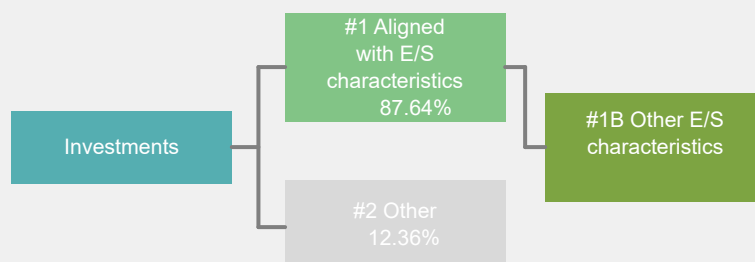 Investments
#1 Aligned
with E/S
characteristics
87.64%
#2 Other
12.36%
#1B Other E/S
characteristics